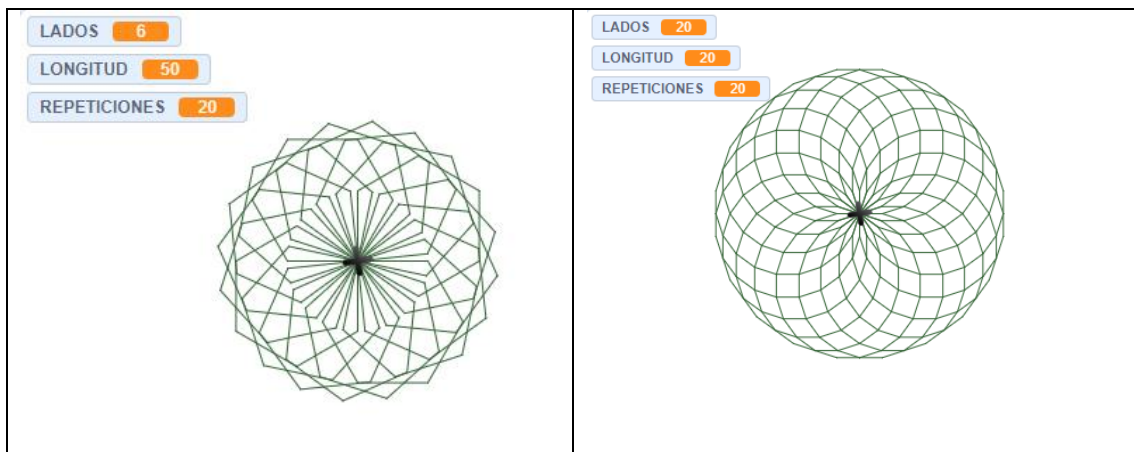 LADOS 6
LONGITUD 50
REPETICIONES 20
LADOS 20
LONGITUD 20
REPETICIONES 20